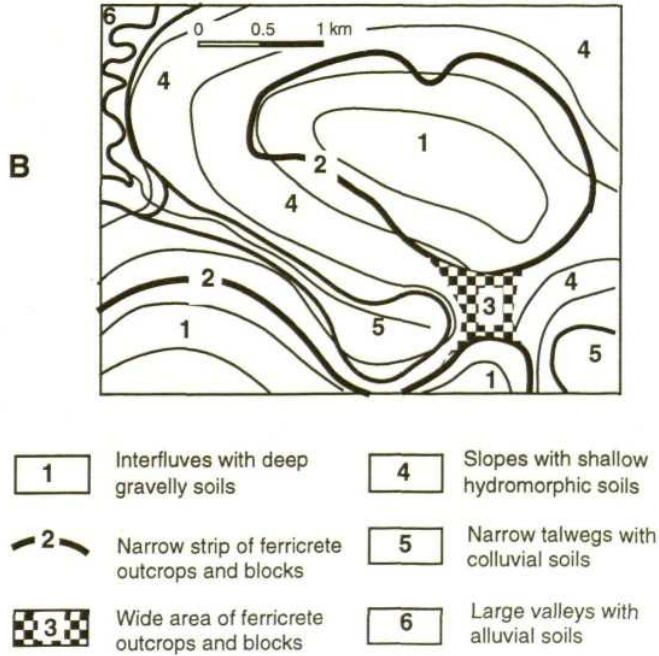 6
0 0.5 1 km
4
4
1
B
2
4
2
4
3
1
5
5
1
1 Interfluves with deep
gravelly soils
2 Narrow strip of ferricrete
outcrops and blocks
3 Wide area of ferricrete
outcrops and blocks
4 Slopes with shallow
hydromorphic soils
5 Narrow talwegs with
colluvial soils
6 Large valleys with
alluvial soils